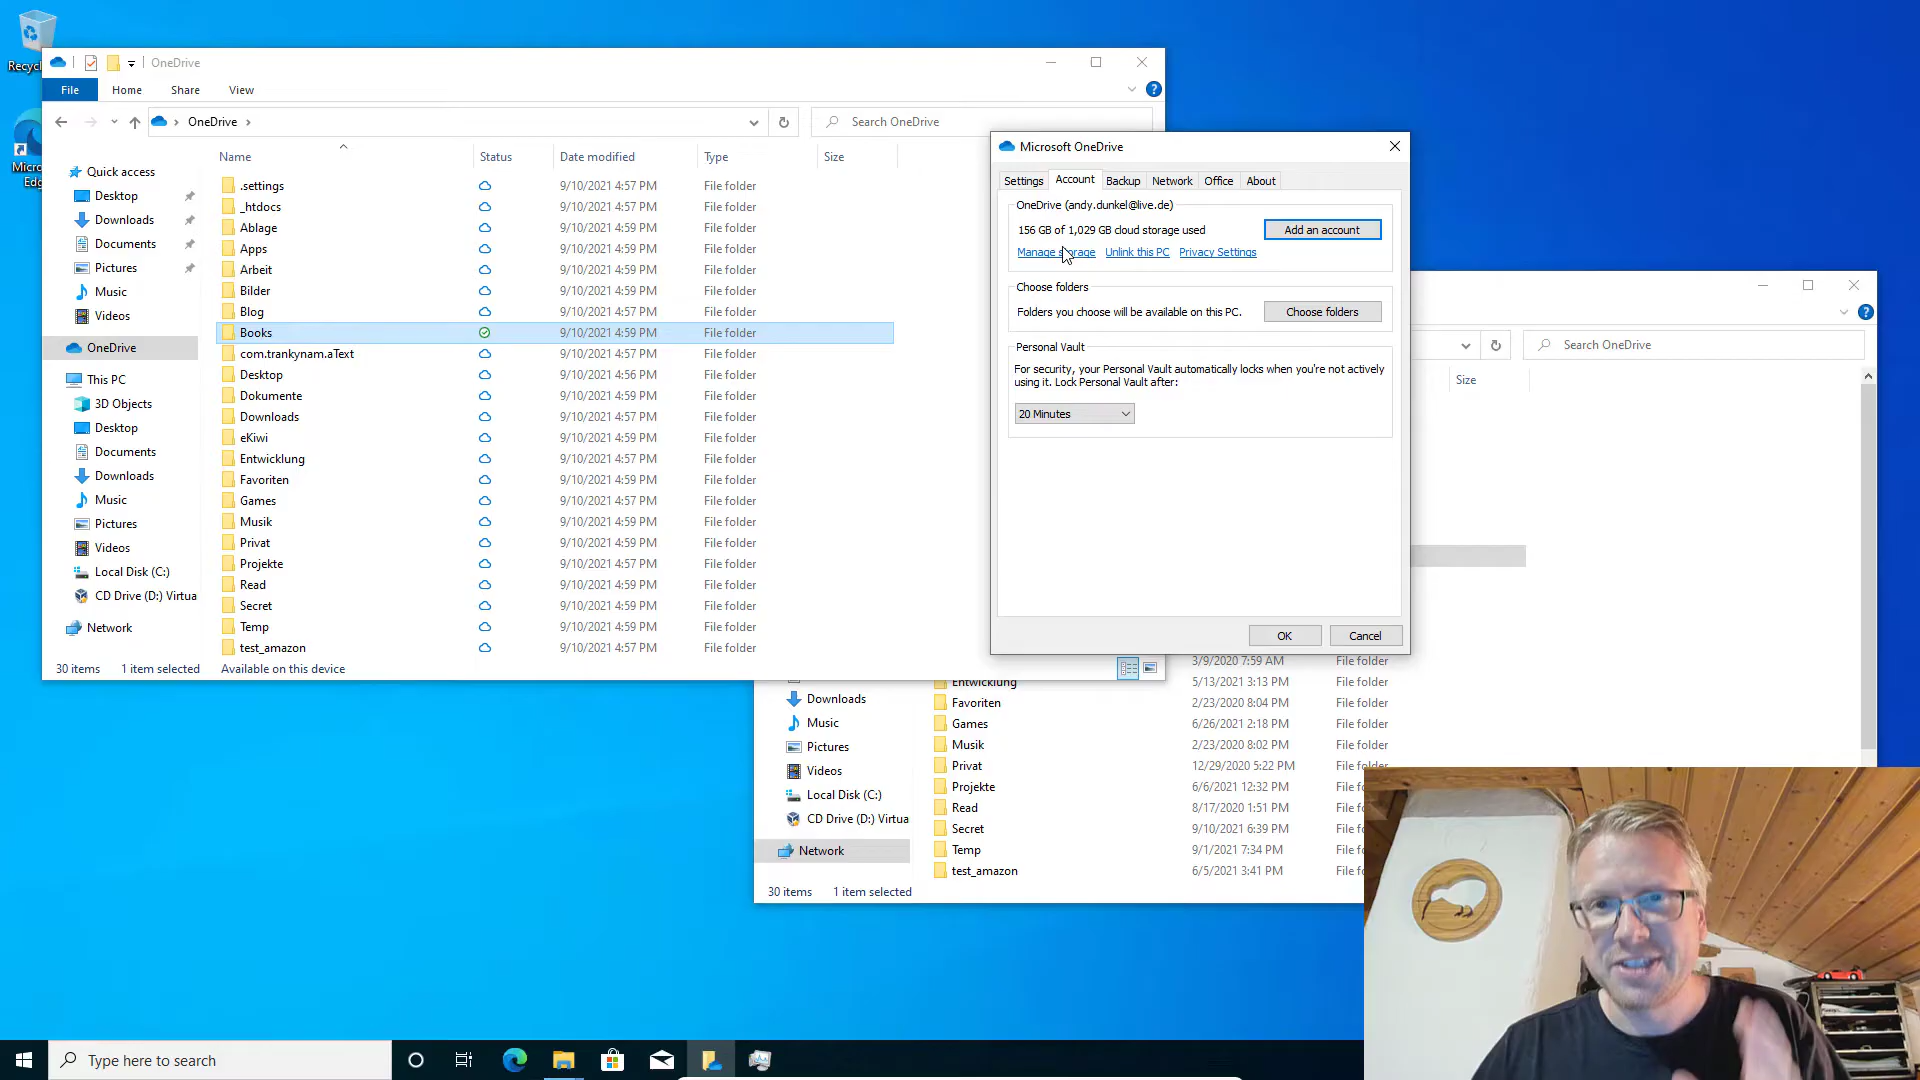 Recycl
Micros
Edg
OneDrive
File
Home
Share
View
OneDrive
Search OneDrive
Name
Status
Date modified
Type
Size
Quick access
Desktop
Downloads
Documents
Pictures
Music
Videos
OneDrive
This PC
3D Objects
Desktop
Documents
Downloads
Music
Pictures
Videos
Local Disk (C:)
CD Drive (D:) Virtua
Network
.settings 9/10/2021 4:57 PM File folder
_htdocs 9/10/2021 4:57 PM File folder
Ablage 9/10/2021 4:57 PM File folder
Apps 9/10/2021 4:59 PM File folder
Arbeit 9/10/2021 4:59 PM File folder
Bilder 9/10/2021 4:59 PM File folder
Blog 9/10/2021 4:57 PM File folder
Books 9/10/2021 4:59 PM File folder
com.trankynam.aText 9/10/2021 4:57 PM File folder
Desktop 9/10/2021 4:56 PM File folder
Dokumente 9/10/2021 4:59 PM File folder
Downloads 9/10/2021 4:59 PM File folder
eKiwi 9/10/2021 4:59 PM File folder
Entwicklung 9/10/2021 4:57 PM File folder
Favoriten 9/10/2021 4:59 PM File folder
Games 9/10/2021 4:57 PM File folder
Musik 9/10/2021 4:59 PM File folder
Privat 9/10/2021 4:59 PM File folder
Projekte 9/10/2021 4:57 PM File folder
Read 9/10/2021 4:59 PM File folder
Secret 9/10/2021 4:59 PM File folder
Temp 9/10/2021 4:59 PM File folder
test_amazon 9/10/2021 4:57 PM File folder
30 items 1 item selected Available on this device
Microsoft OneDrive
Settings Account Backup Network Office About
OneDrive (andy.dunkel@live.de)
156 GB of 1,029 GB cloud storage used
Add an account
Manage storage Unlink this PC Privacy Settings
Choose folders
Folders you choose will be available on this PC.
Choose folders
Personal Vault
For security, your Personal Vault automatically locks when you're not actively
using it. Lock Personal Vault after:
20 Minutes
OK
Cancel
Search OneDrive
Size
3/9/2020 7:59 AM File folder
Entwicklung 5/13/2021 3:13 PM File folder
Favoriten 2/23/2020 8:04 PM File folder
Games 6/26/2021 2:18 PM File folder
Musik 2/23/2020 8:02 PM File folder
Privat 12/29/2020 5:22 PM File folder
Projekte 6/6/2021 12:32 PM File folder
Read 8/17/2020 1:51 PM File fo
Secret 9/10/2021 6:39 PM File fo
Temp 9/1/2021 7:34 PM File fo
test_amazon 6/5/2021 3:41 PM File fo
Downloads
Music
Pictures
Videos
Local Disk (C:)
CD Drive (D:) Virtua
Network
30 items 1 item selected
Type here to search